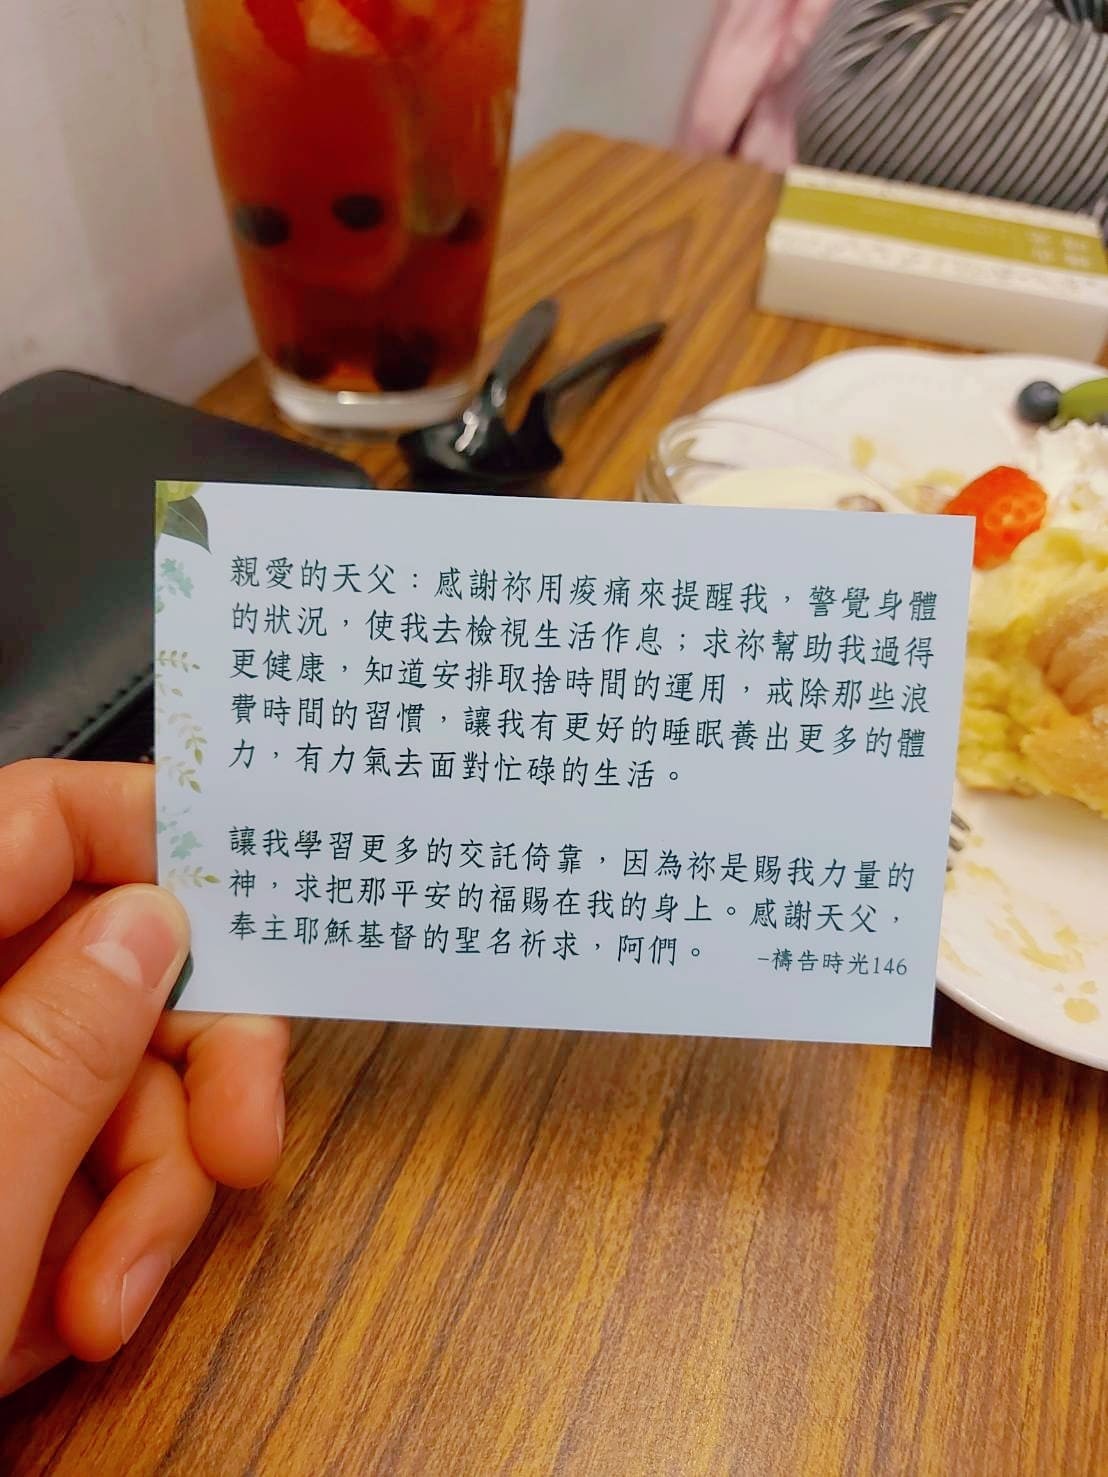 親愛的天父：感謝祢用痠痛來提醒我，警覺身體
的狀況，使我去檢視生活作息；求祢幫助我過得
更健康，知道安排取捨時間的運用，戒除那些浪
費時間的習慣，讓我有更好的睡眠養出更多的體
力，有力氣去面對忙碌的生活。
讓我學習更多的交託倚靠，因為祢是賜我力量的
神，求把那平安的福賜在我的身上。感謝天父，
奉主耶穌基督的聖名祈求，阿們。
–禱告時光146